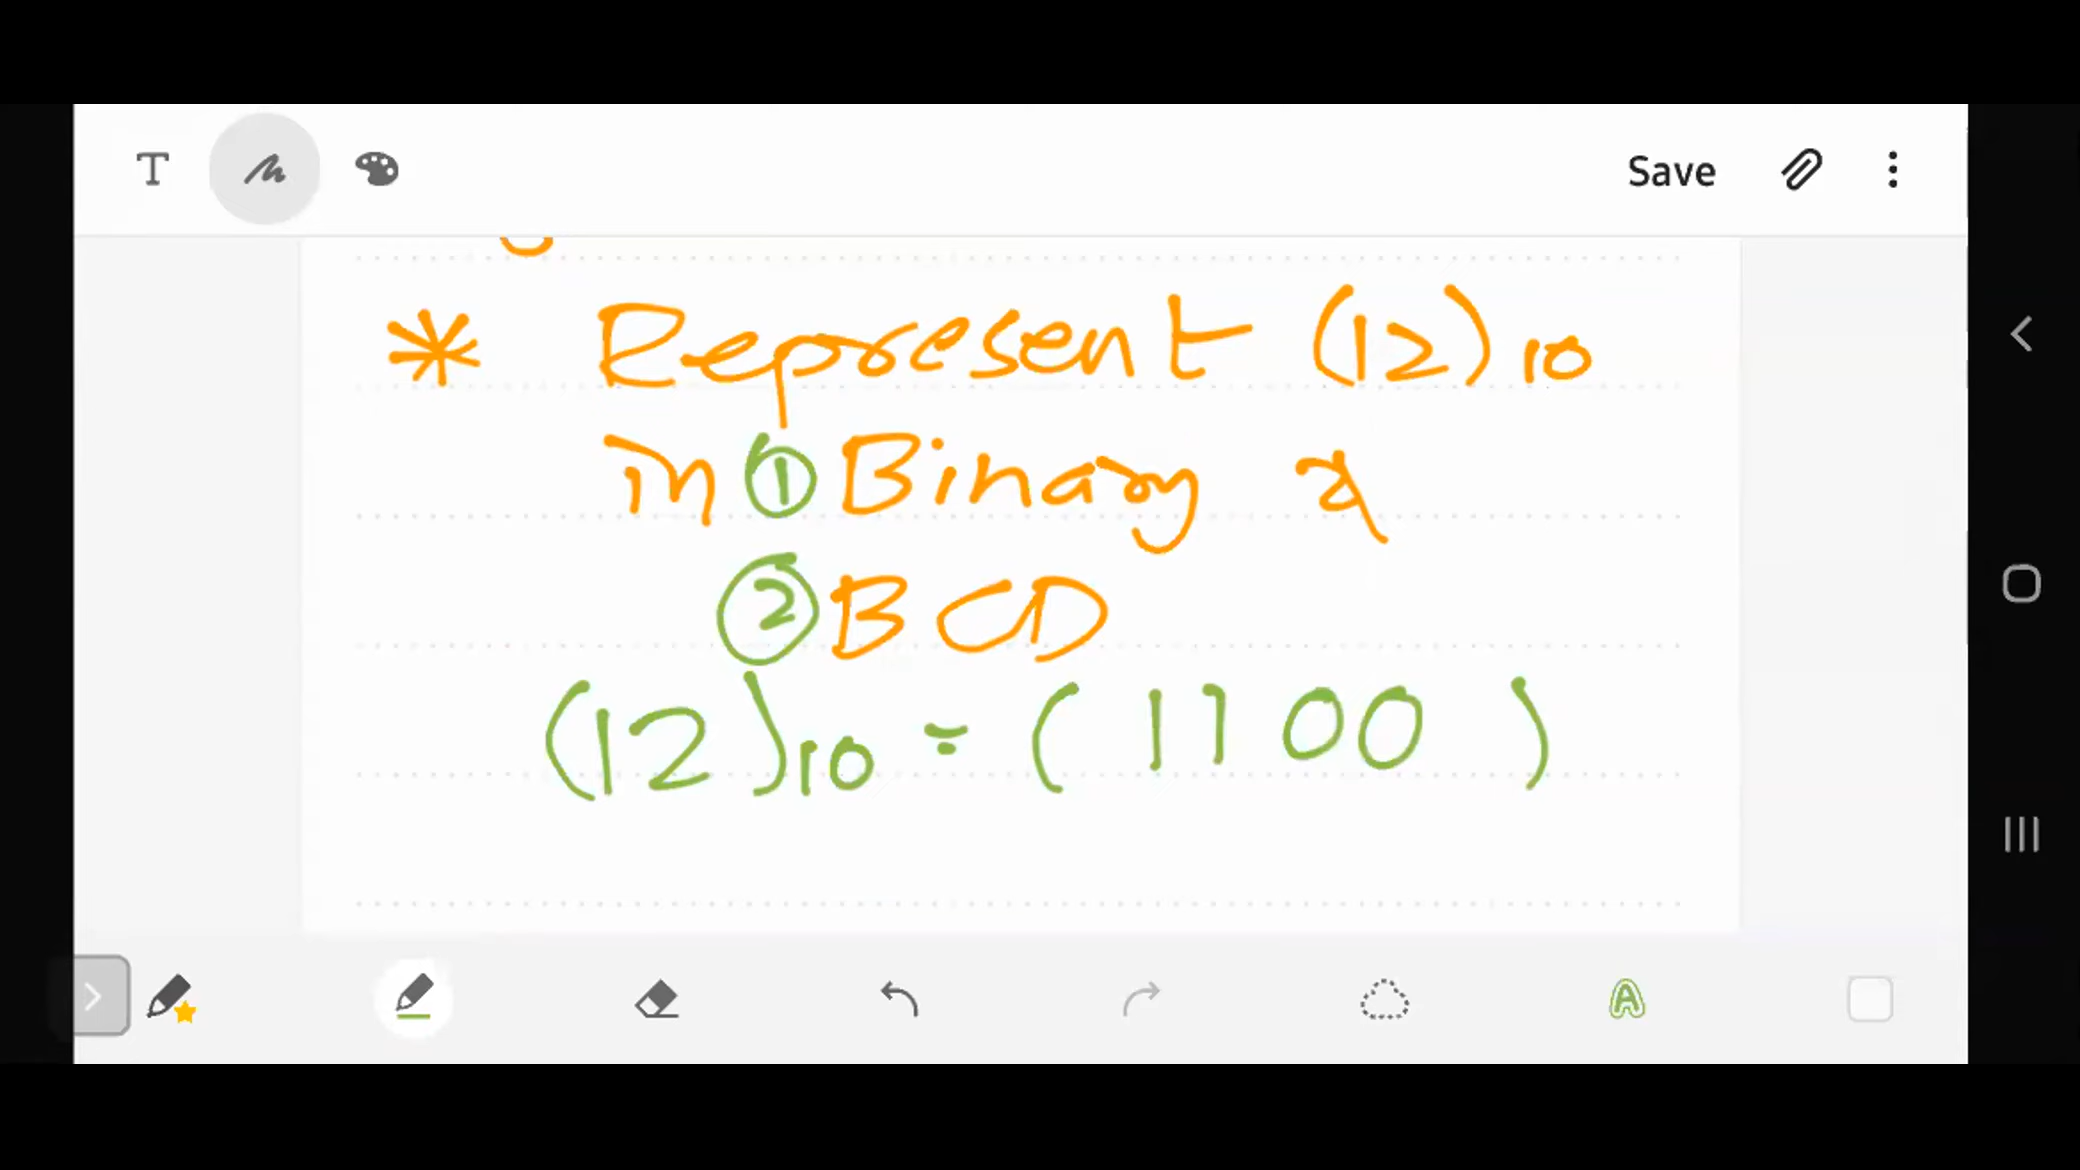 T Save
* Represent (12)10
in ① Binary &
② BCD
(12)10 = ( 1100 )
A